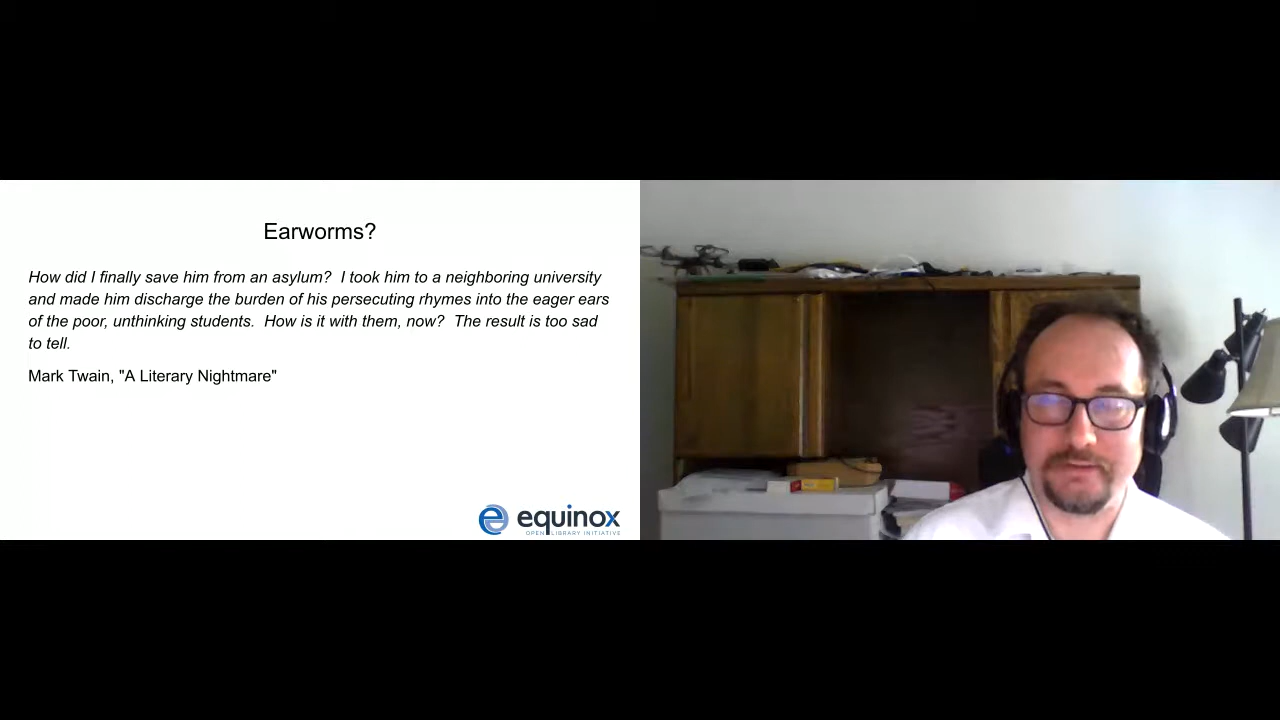 Earworms?
How did I finally save him from an asylum? I took him to a neighboring university
and made him discharge the burden of his persecuting rhymes into the eager ears
of the poor, unthinking students. How is it with them, now? The result is too sad
to tell.
Mark Twain, "A Literary Nightmare"
equinox
OPEN LIBRARY INITIATIVE